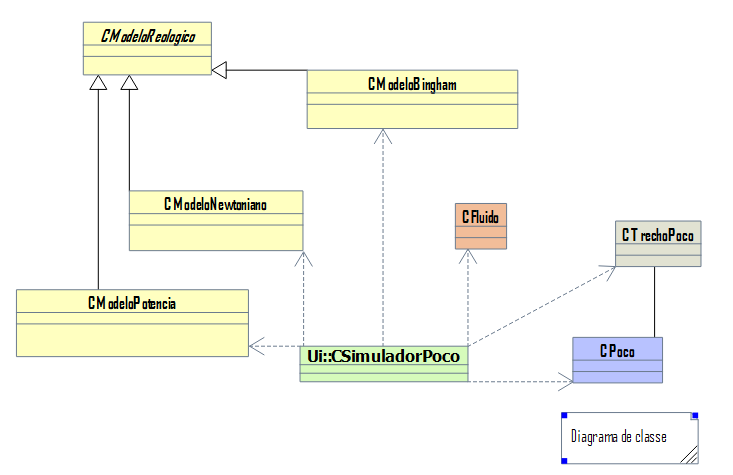 CModeloReologico
CModeloBingham
CModeloNewtoniano
CFluido
CTrechoPoco
CModeloPotencia
Ui::CSimuladorPoco
CPoco
Diagrama de classe